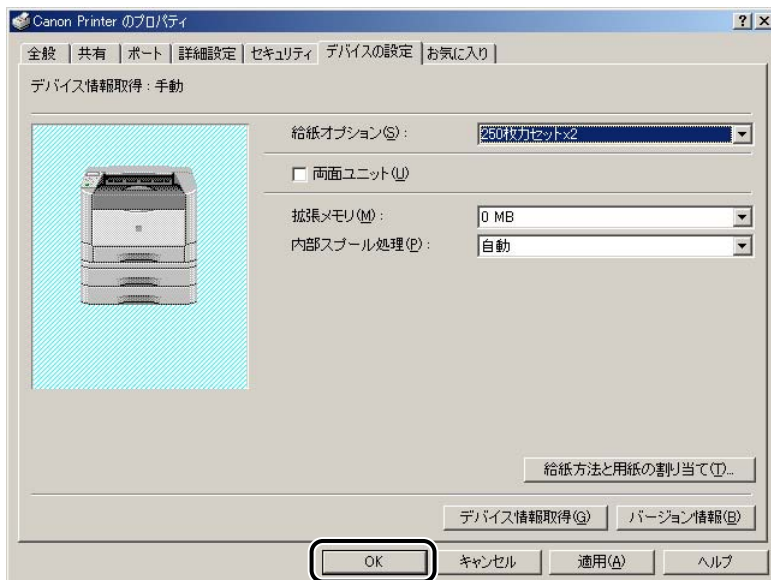 Canon Printer のプロパティ
全般 共有 ポート 詳細設定 セキュリティ デバイスの設定 お気に入り
デバイス情報取得 : 手動
給紙オプション(S) : 250枚カセット×2
両面ユニット(U)
拡張メモリ(M) : 0 MB
内部スプール処理(P) : 自動
給紙方法と用紙の割り当て(T)...
デバイス情報取得(G) バージョン情報(B)
OK キャンセル 適用(A) ヘルプ